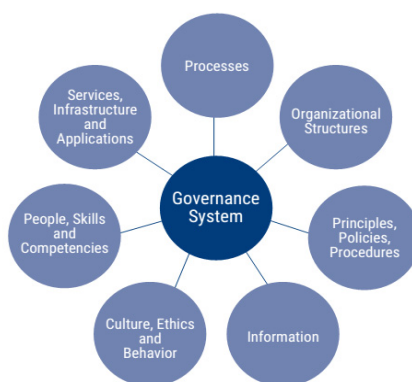 Processes
Organizational
Structures
Principles,
Policies,
Procedures
Information
Culture, Ethics
and
Behavior
People, Skills
and
Competencies
Services,
Infrastructure
and
Applications
Governance
System